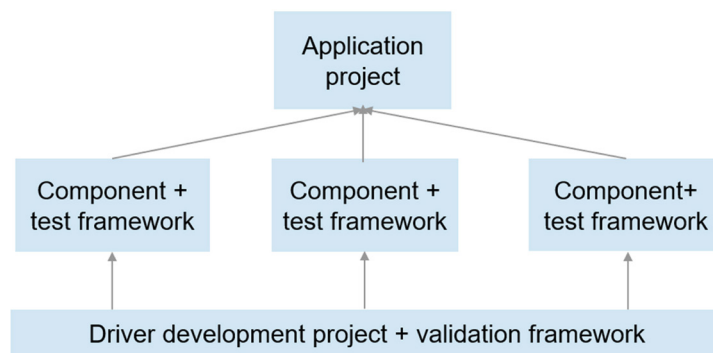 Application
project
Component +
test framework
Component +
test framework
Component+
test framework
Driver development project + validation framework